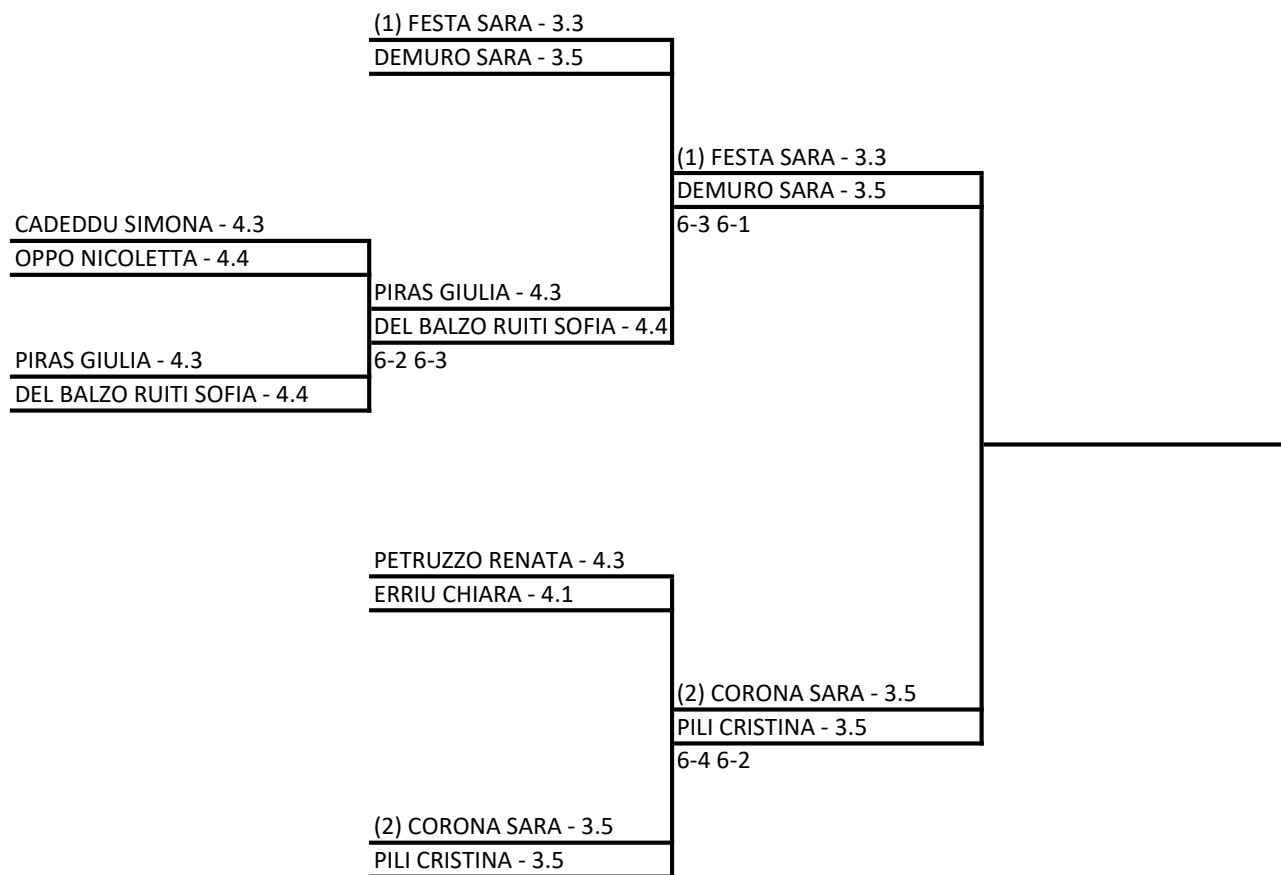 (1) FESTA SARA - 3.3
DEMURO SARA - 3.5
(1) FESTA SARA - 3.3
DEMURO SARA - 3.5
6-3 6-1
CADEDDU SIMONA - 4.3
OPPO NICOLETTA - 4.4
PIRAS GIULIA - 4.3
DEL BALZO RUITI SOFIA - 4.4
6-2 6-3
PIRAS GIULIA - 4.3
DEL BALZO RUITI SOFIA - 4.4
PETRUZZO RENATA - 4.3
ERRIU CHIARA - 4.1
(2) CORONA SARA - 3.5
PILI CRISTINA - 3.5
6-4 6-2
(2) CORONA SARA - 3.5
PILI CRISTINA - 3.5